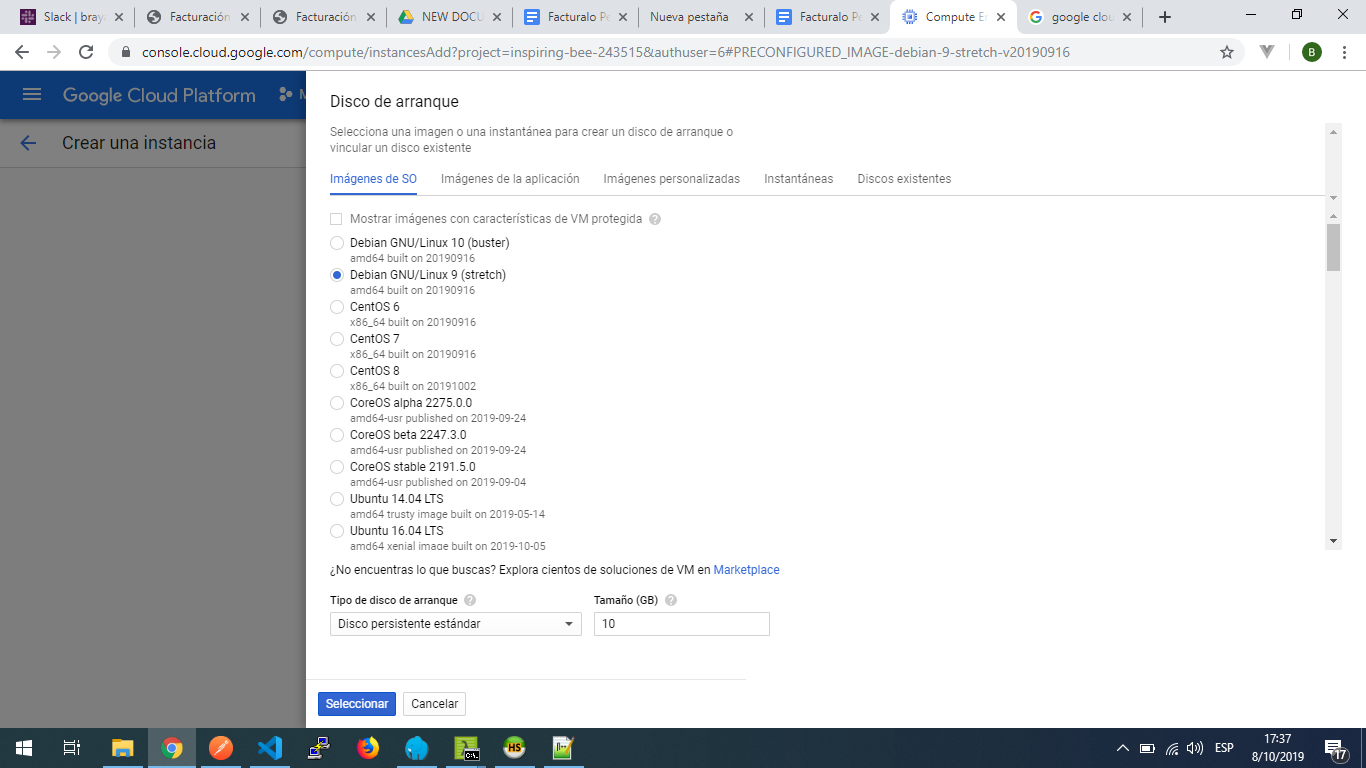 Slack | bray
Facturación
Facturación
NEW DOCU
Facturalo Pe
Nueva pestaña
Facturalo Pe
Compute En
google clou
console.cloud.google.com/compute/instancesAdd?project=inspiring-bee-243515&authuser=6#PRECONFIGURED_IMAGE-debian-9-stretch-v20190916
B
Google Cloud Platform
Crear una instancia
Disco de arranque
Selecciona una imagen o una instantánea para crear un disco de arranque o
vincular un disco existente
Imágenes de SO
Imágenes de la aplicación
Imágenes personalizadas
Instantáneas
Discos existentes
Mostrar imágenes con características de VM protegida
Debian GNU/Linux 10 (buster)
amd64 built on 20190916
Debian GNU/Linux 9 (stretch)
amd64 built on 20190916
CentOS 6
x86_64 built on 20190916
CentOS 7
x86_64 built on 20190916
CentOS 8
x86_64 built on 20191002
CoreOS alpha 2275.0.0
amd64-usr published on 2019-09-24
CoreOS beta 2247.3.0
amd64-usr published on 2019-09-24
CoreOS stable 2191.5.0
amd64-usr published on 2019-09-04
Ubuntu 14.04 LTS
amd64 trusty image built on 2019-05-14
Ubuntu 16.04 LTS
amd64 xenial image built on 2019-10-05
¿No encuentras lo que buscas? Explora cientos de soluciones de VM en Marketplace
Tipo de disco de arranque
Tamaño (GB)
Disco persistente estándar
10
Seleccionar
Cancelar
HS
ESP
17:37
8/10/2019
17